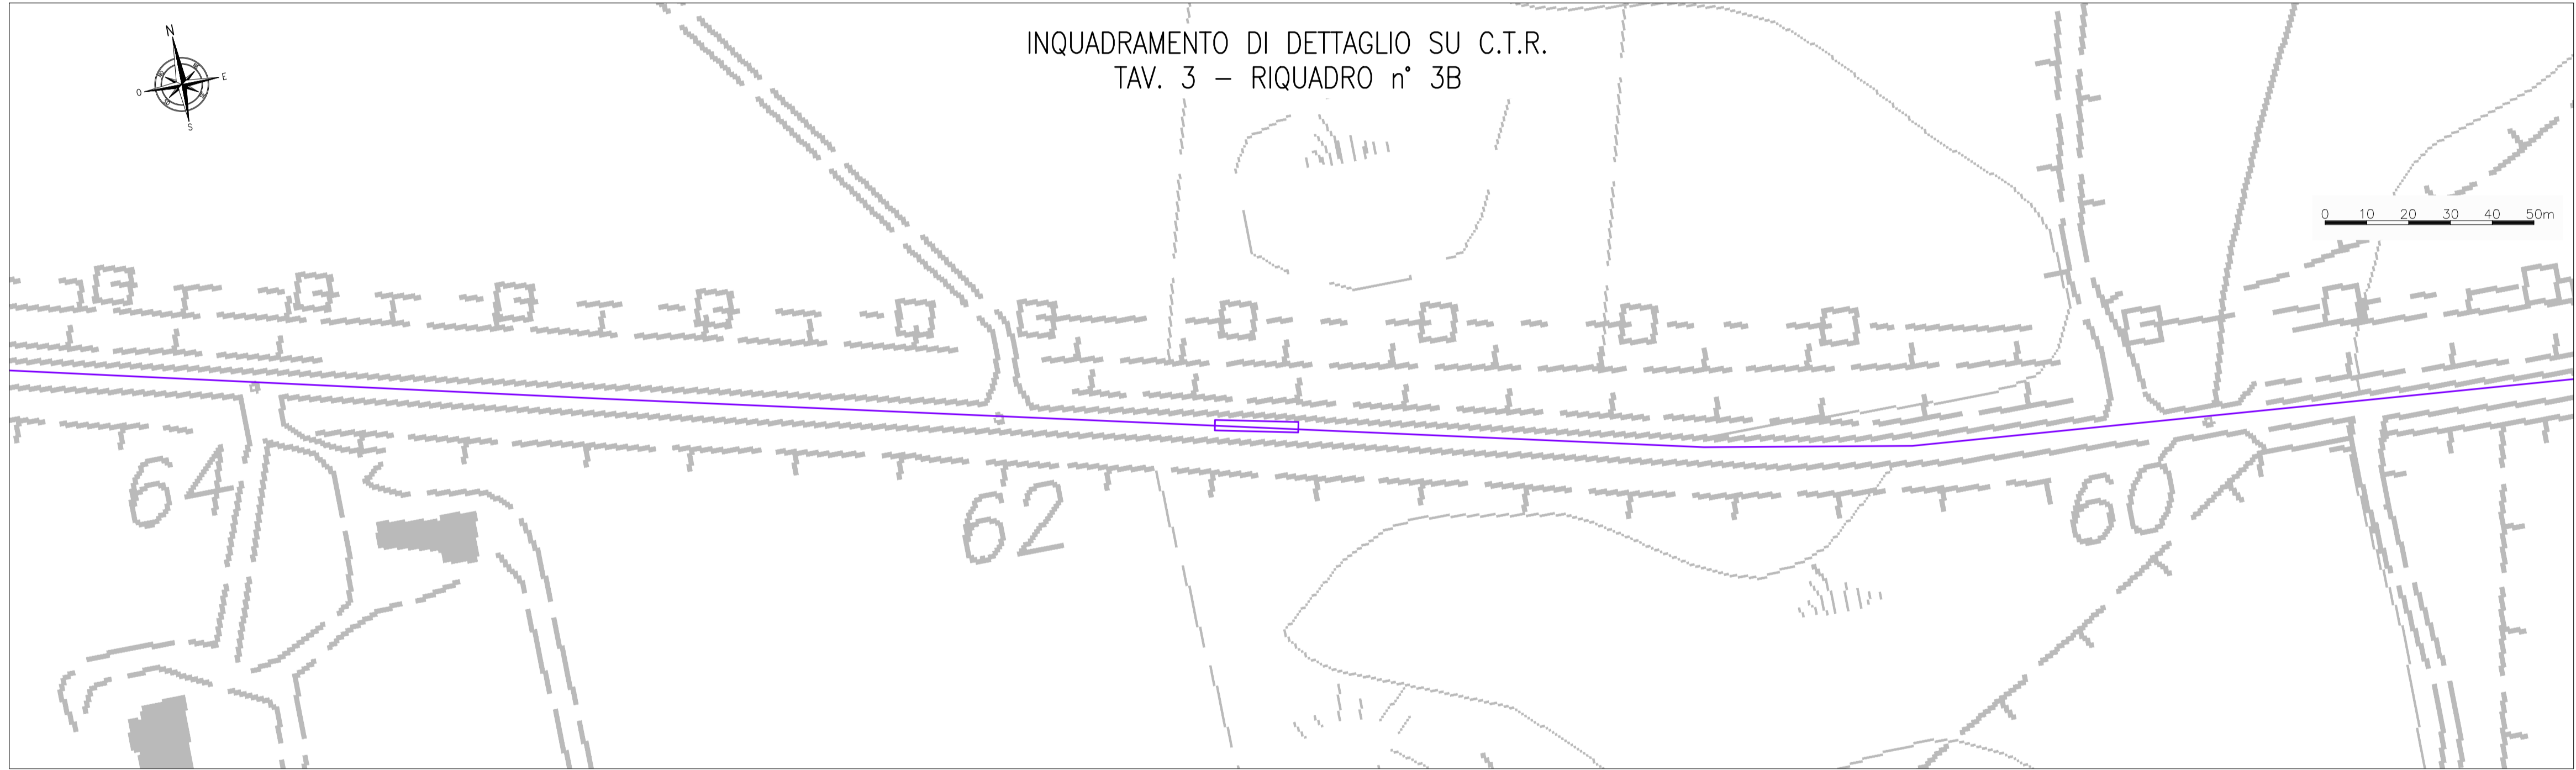 N
E
O
S
INQUADRAMENTO DI DETTAGLIO SU C.T.R.
TAV. 3 – RIQUADRO n° 3B
0 10 20 30 40 50m
64
62
60